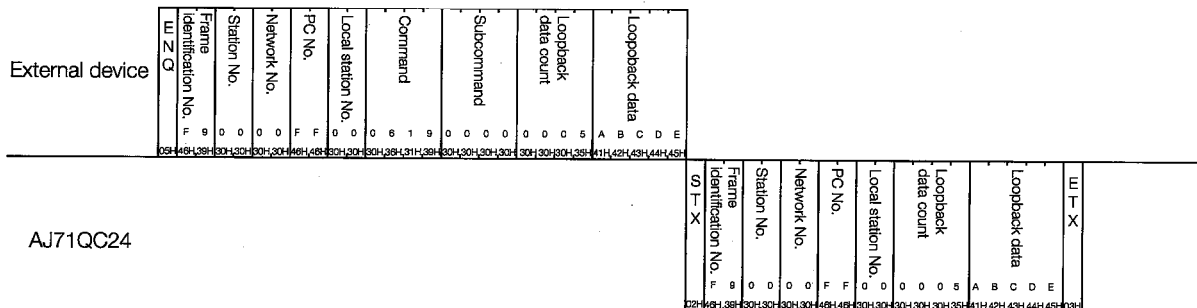 External device
ENQ
Frame identification No.
Station No.
Network No.
PC No.
Local station No.
Command
Subcommand
Loopback data count
Loopoback data
F 9 0 0 0 0 F F 0 0 0 6 1 9 0 0 0 0 0 0 0 5 A B C D E
05H 46H,39H 30H,30H 30H,30H 46H,46H 30H,30H 30H,36H,31H,39H 30H,30H,30H,30H 30H,30H,30H,35H 41H,42H,43H,44H,45H
AJ71QC24
STX
Frame identification No.
Station No.
Network No.
PC No.
Local station No.
Loopback data count
Loopback data
ETX
F 9 0 0 0 0 F F 0 0 0 0 0 5 A B C D E
02H 46H,39H 30H,30H 30H,30H 46H,46H 30H,30H 30H,30H,30H,35H 41H,42H,43H,44H,45H 03H